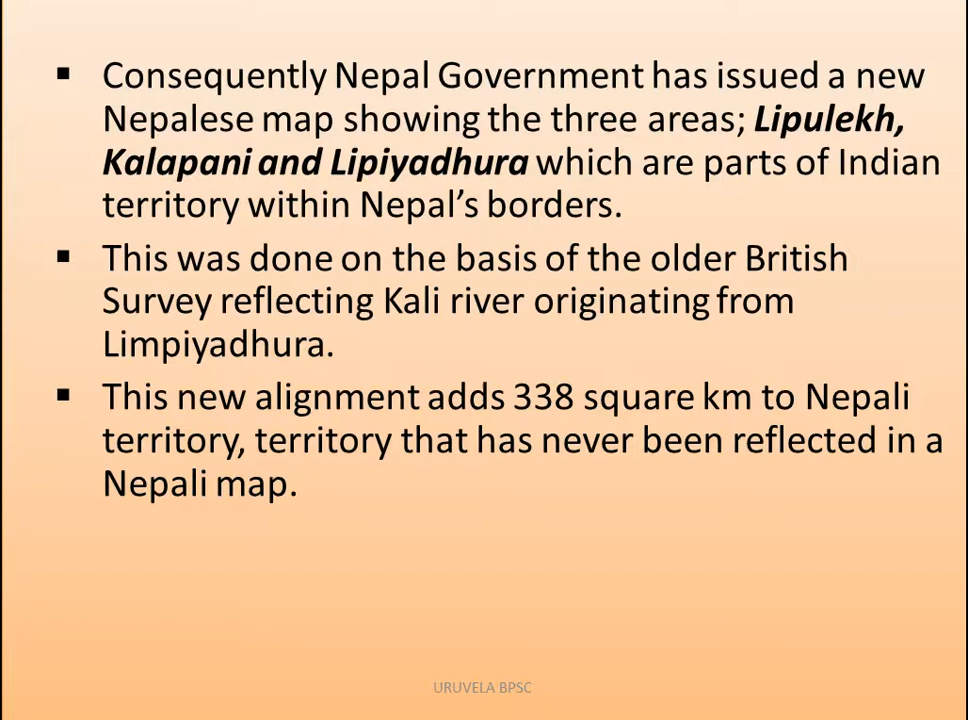 ▪ Consequently Nepal Government has issued a new
Nepalese map showing the three areas; Lipulekh,
Kalapani and Lipiyadhura which are parts of Indian
territory within Nepal’s borders.
▪ This was done on the basis of the older British
Survey reflecting Kali river originating from
Limpiyadhura.
▪ This new alignment adds 338 square km to Nepali
territory, territory that has never been reflected in a
Nepali map.
URUVELA BPSC